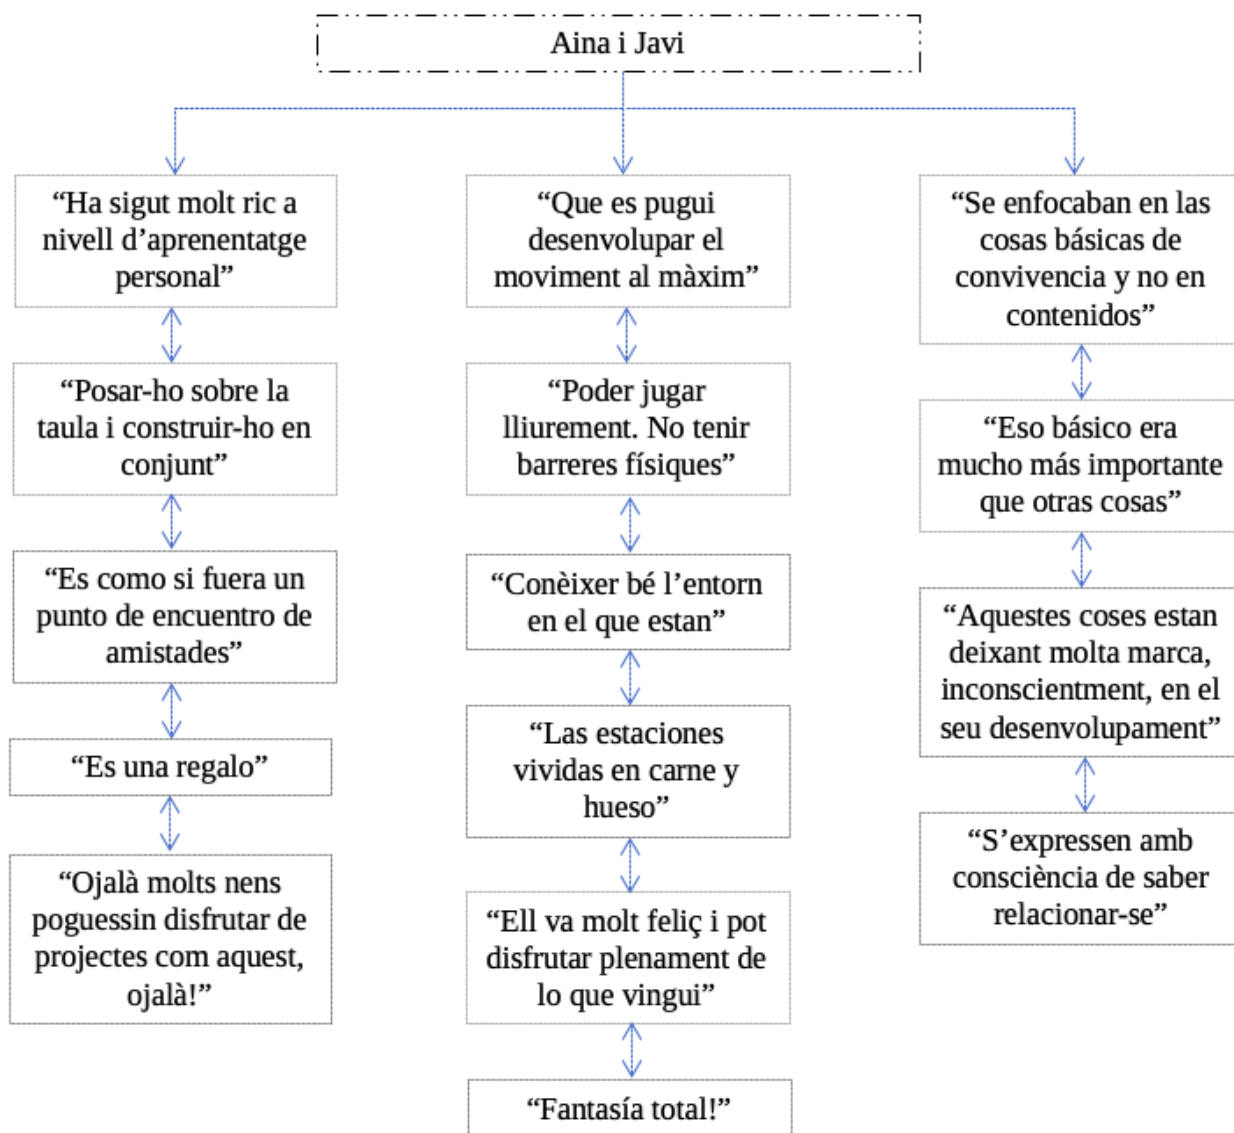 Aina i Javi
“Ha sigut molt ric a
nivell d’aprenentatge
personal”
“Posar-ho sobre la
taula i construir-ho en
conjunt”
“Es como si fuera un
punto de encuentro de
amistades”
“Es una regalo”
“Ojalà molts nens
poguessin disfrutar de
projectes com aquest,
ojalà!”
“Que es pugui
desenvolupar el
moviment al màxim”
“Poder jugar
lliurement. No tenir
barreres físiques”
“Conèixer bé l’entorn
en el que estan”
“Las estaciones
vividas en carne y
hueso”
“Ell va molt feliç i pot
disfrutar plenament de
lo que vingui”
“Fantasía total!”
“Se enfocaban en las
cosas básicas de
convivencia y no en
contenidos”
“Eso básico era
mucho más importante
que otras cosas”
“Aquestes coses estan
deixant molta marca,
inconscientment, en el
seu desenvolupament”
“S’expressen amb
consciència de saber
relacionar-se”